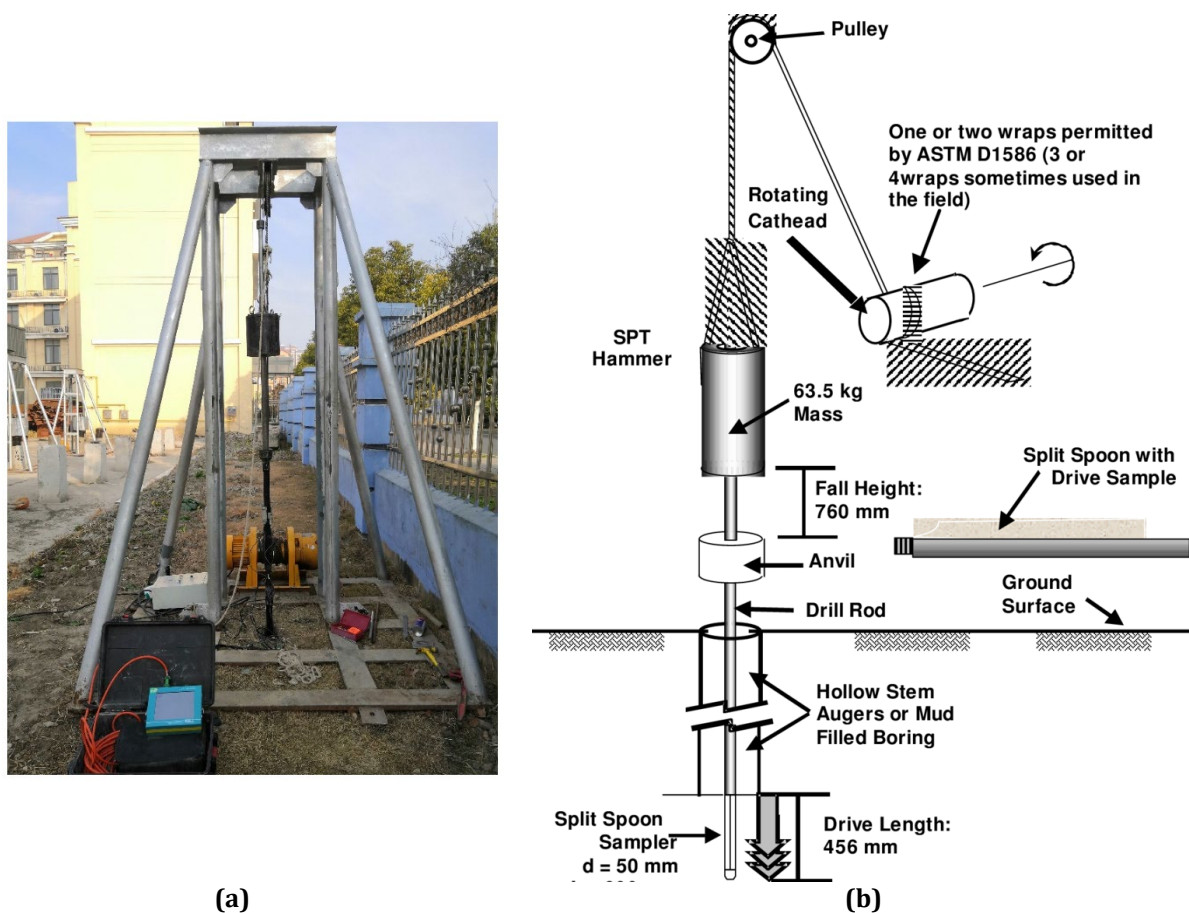 Pulley
One or two wraps permitted
by ASTM D1586 (3 or
4wraps sometimes used in
the field)
Rotating
Cathead
SPT
Hammer
63.5 kg
Mass
Fall Height:
760 mm
Split Spoon with
Drive Sample
Anvil
Drill Rod
Ground
Surface
Hollow Stem
Augers or Mud
Filled Boring
Split Spoon
Sampler
d = 50 mm
Drive Length:
456 mm
(a)
(b)